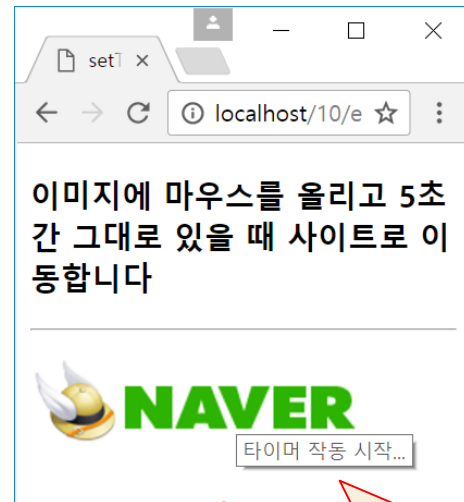 setT
localhost/10/e
이미지에 마우스를 올리고 5초
간 그대로 있을 때 사이트로 이
동합니다
NAVER
타이머 작동 시작...